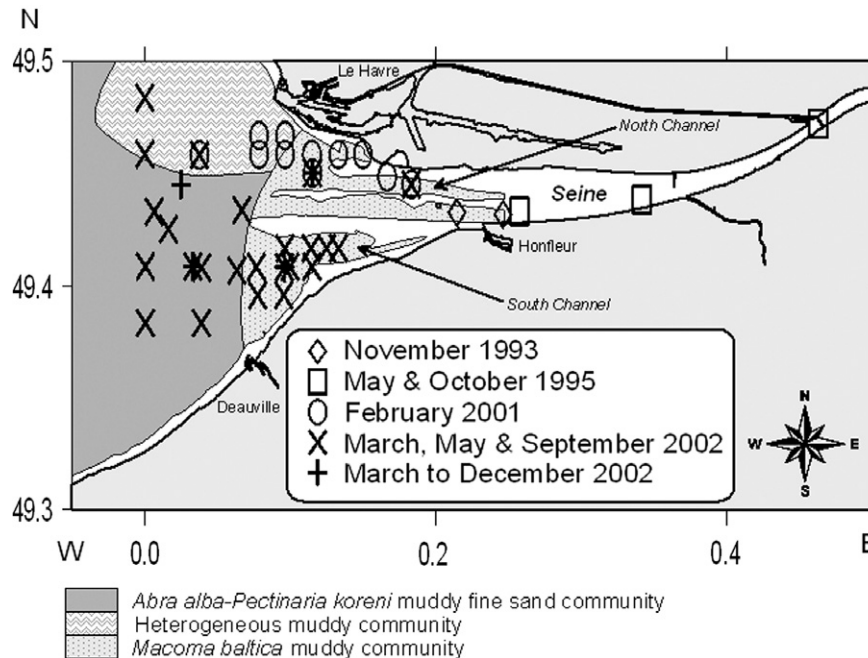 N
49.5
Le Havre
North Channel
Seine
Honfleur
49.4
South Channel
November 1993
May & October 1995
February 2001
March, May & September 2002
March to December 2002
Deauville
N
W E
S
49.3
W 0.0 0.2 0.4 E
Abra alba-Pectinaria koreni muddy fine sand community
Heterogeneous muddy community
Macoma baltica muddy community